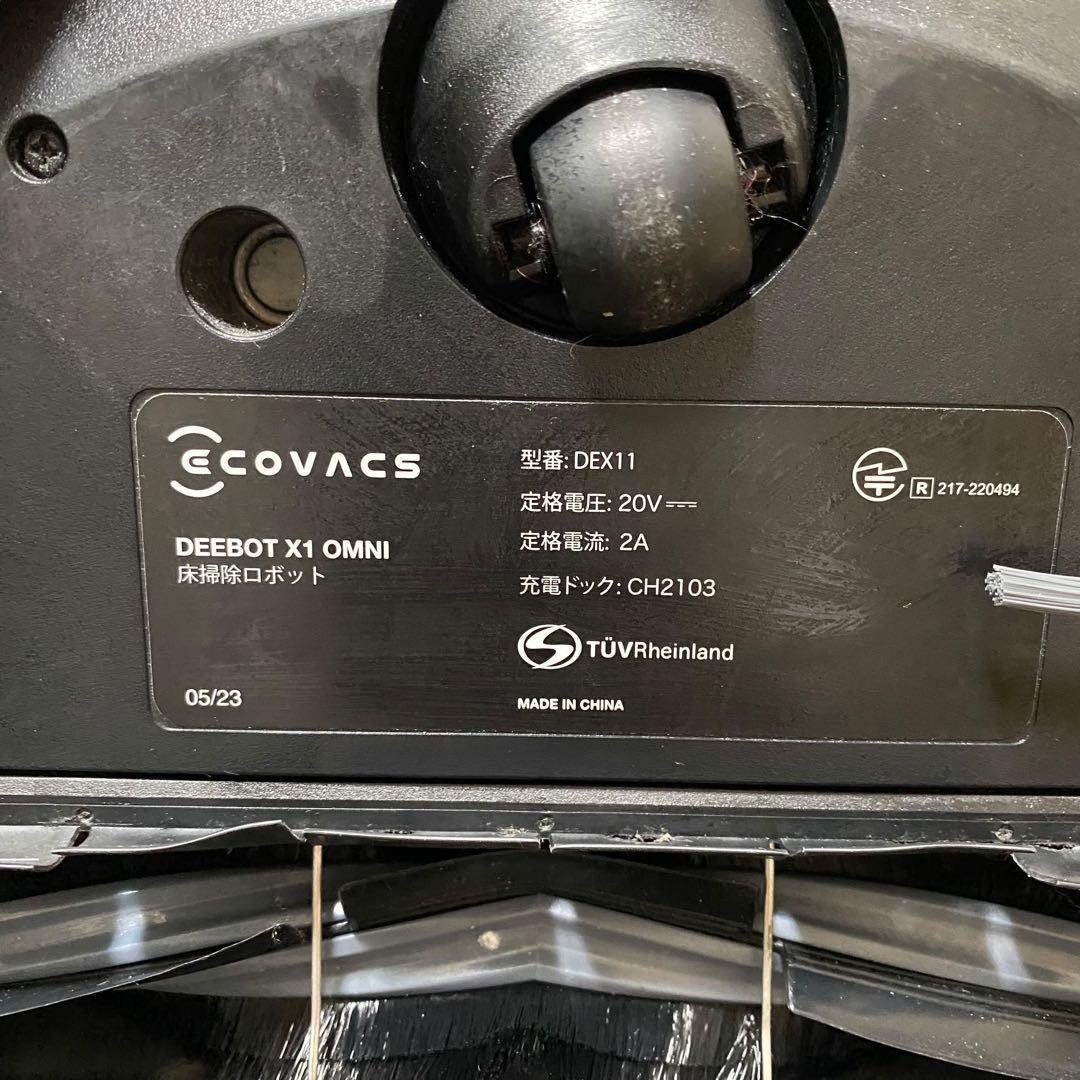 ECOVACS
DEEBOT X1 OMNI
床掃除ロボット
05/23
型番: DEX11
定格電圧: 20V
定格電流: 2A
充電ドック: CH2103
TÜVRheinland
MADE IN CHINA
R 217-220494